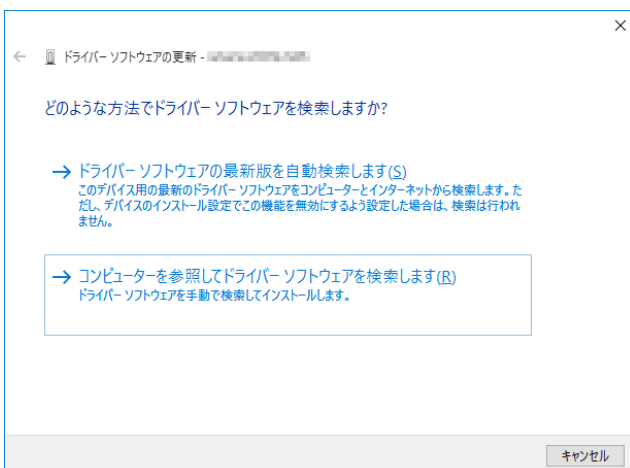 ドライバー ソフトウェアの更新 -
どのような方法でドライバー ソフトウェアを検索しますか?
→ ドライバー ソフトウェアの最新版を自動検索します(S)
このデバイス用の最新のドライバー ソフトウェアをコンピューターとインターネットから検索します。た
だし、デバイスのインストール設定でこの機能を無効にするよう設定した場合は、検索は行われ
ません。
→ コンピューターを参照してドライバー ソフトウェアを検索します(R)
ドライバー ソフトウェアを手動で検索してインストールします。
キャンセル